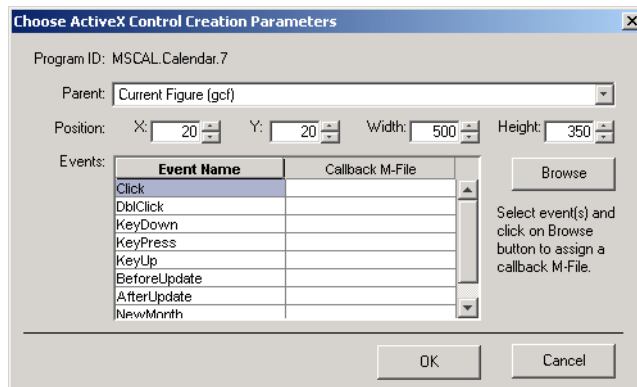 Choose ActiveX Control Creation Parameters
Program ID: MSCAL.Calendar.7
Parent: Current Figure (gcf)
Position: X: 20 Y: 20 Width: 500 Height: 350
Events: Event Name Callback M-File Browse
Click
DblClick
KeyDown
KeyPress
KeyUp
BeforeUpdate
AfterUpdate
NewMonth
Select event(s) and
click on Browse
button to assign a
callback M-File.
OK Cancel